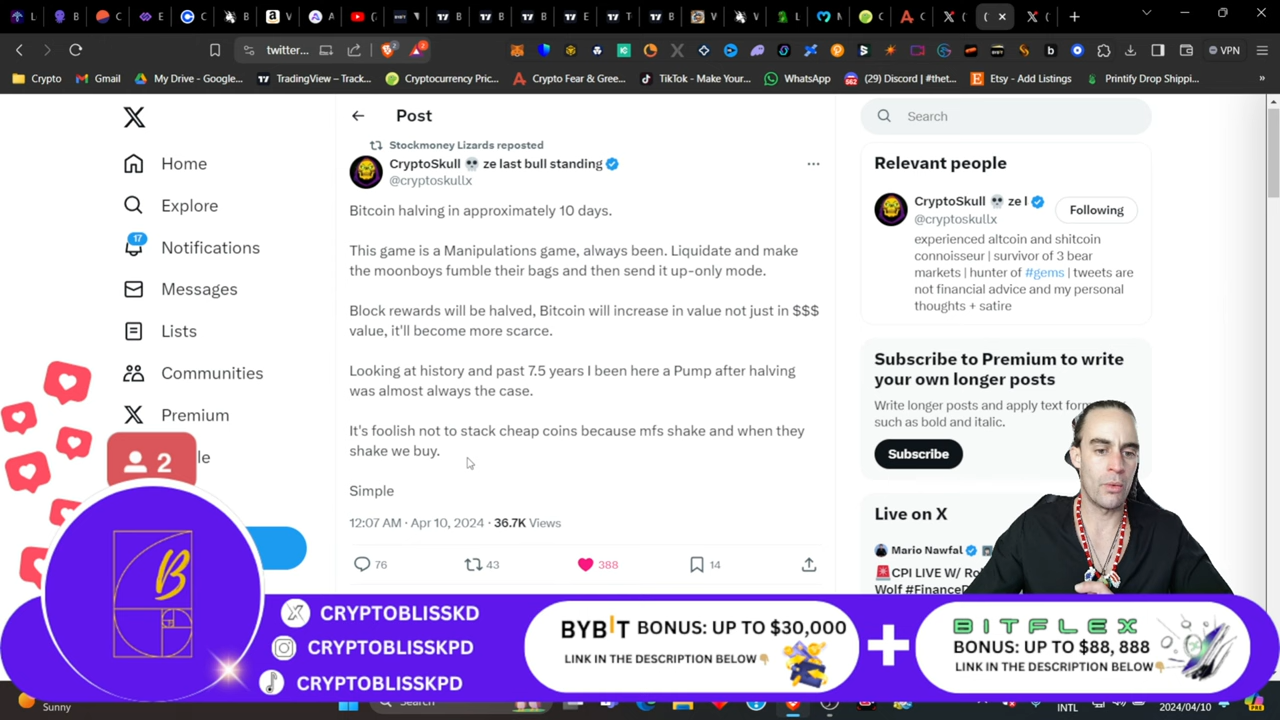 twitter...
2
2
VPN
Crypto
Gmail
My Drive - Google...
TradingView – Track...
Cryptocurrency Pric...
Crypto Fear & Gree...
TikTok - Make Your...
WhatsApp
(29) Discord | #thet...
Etsy - Add Listings
Printify Drop Shippi...
»
Post
Search
Stockmoney Lizards reposted
CryptoSkull 💀 ze last bull standing
@cryptoskullx
Bitcoin halving in approximately 10 days.
This game is a Manipulations game, always been. Liquidate and make
the moonboys fumble their bags and then send it up-only mode.
Block rewards will be halved, Bitcoin will increase in value not just in $$$
value, it'll become more scarce.
Looking at history and past 7.5 years I been here a Pump after halving
was almost always the case.
It's foolish not to stack cheap coins because mfs shake and when they
shake we buy.
Simple
12:07 AM · Apr 10, 2024 · 36.7K Views
76
43
388
14
Home
Explore
17
Notifications
Messages
Lists
Communities
Premium
le
2
Relevant people
CryptoSkull 💀 ze l
@cryptoskullx
Following
experienced altcoin and shitcoin
connoisseur | survivor of 3 bear
markets | hunter of #gems | tweets are
not financial advice and my personal
thoughts + satire
Subscribe to Premium to write
your own longer posts
Write longer posts and apply text form
such as bold and italic.
Subscribe
Live on X
Mario Nawfal
🚨CPI LIVE W/ Ro
Wolf #FinanceD
B
CRYPTOBLISSKD
CRYPTOBLISSKPD
CRYPTOBLISSKPD
BYBIT BONUS: UP TO $30,000
LINK IN THE DESCRIPTION BELOW👇🏼
+
BITFLEX
BONUS: UP TO $88, 888
LINK IN THE DESCRIPTION BELOW👇🏼
Sunny
Search
INTL
2024/04/10